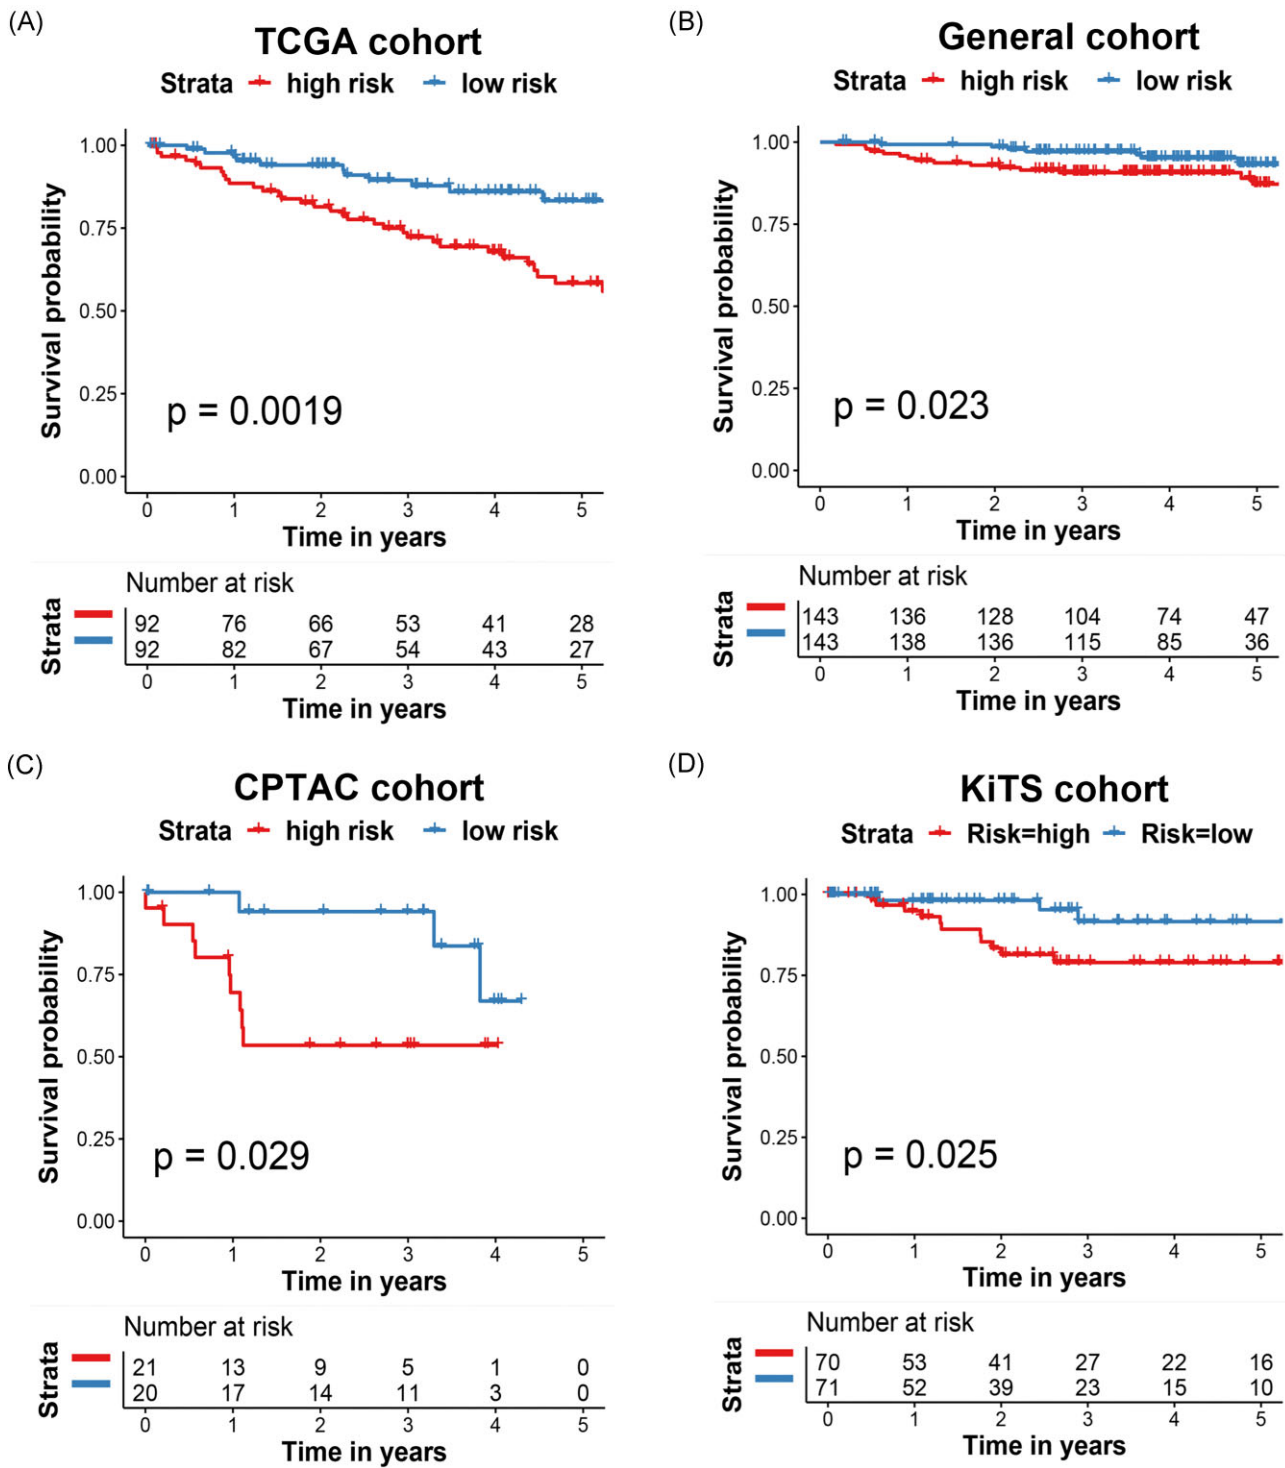 (A)
TCGA cohort
Strata high risk low risk
1.00
0.75
0.50
0.25
0.00
Survival probability
p = 0.0019
0 1 2 3 4 5
Time in years
Number at risk
Strata
92 76 66 53 41 28
92 82 67 54 43 27
0 1 2 3 4 5
Time in years
(B)
General cohort
Strata high risk low risk
1.00
0.75
0.50
0.25
0.00
Survival probability
p = 0.023
0 1 2 3 4 5
Time in years
Number at risk
Strata
143 136 128 104 74 47
143 138 136 115 85 36
0 1 2 3 4 5
Time in years
(C)
CPTAC cohort
Strata high risk low risk
1.00
0.75
0.50
0.25
0.00
Survival probability
p = 0.029
0 1 2 3 4 5
Time in years
Number at risk
Strata
21 13 9 5 1 0
20 17 14 11 3 0
0 1 2 3 4 5
Time in years
(D)
KiTS cohort
Strata Risk=high Risk=low
1.00
0.75
0.50
0.25
0.00
Survival probability
p = 0.025
0 1 2 3 4 5
Time in years
Number at risk
Strata
70 53 41 27 22 16
71 52 39 23 15 10
0 1 2 3 4 5
Time in years